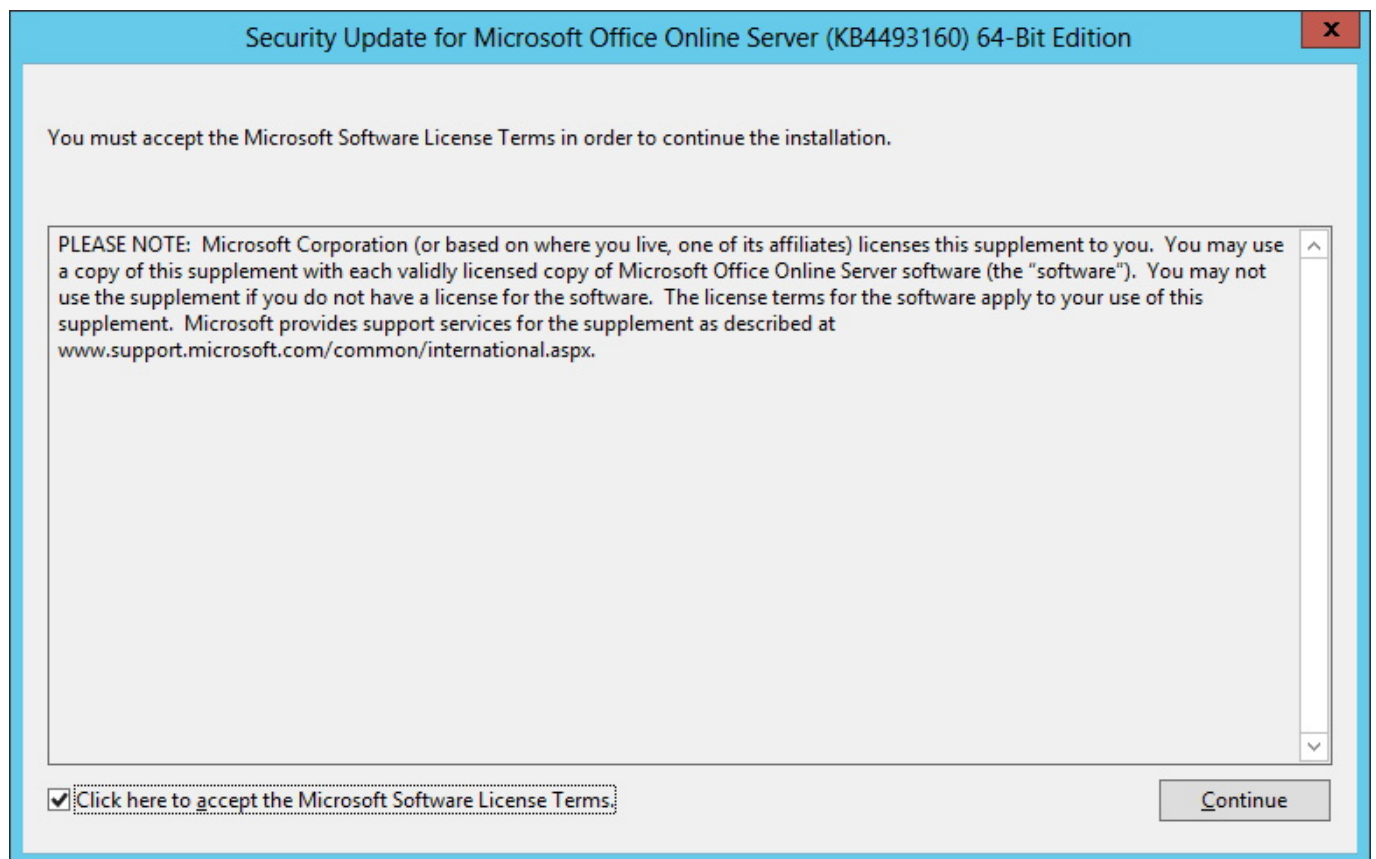 Security Update for Microsoft Office Online Server (KB4493160) 64-Bit Edition
x
You must accept the Microsoft Software License Terms in order to continue the installation.
PLEASE NOTE:  Microsoft Corporation (or based on where you live, one of its affiliates) licenses this supplement to you.  You may use
a copy of this supplement with each validly licensed copy of Microsoft Office Online Server software (the “software”).  You may not
use the supplement if you do not have a license for the software.  The license terms for the software apply to your use of this
supplement.  Microsoft provides support services for the supplement as described at
www.support.microsoft.com/common/international.aspx.
Click here to accept the Microsoft Software License Terms.
Continue